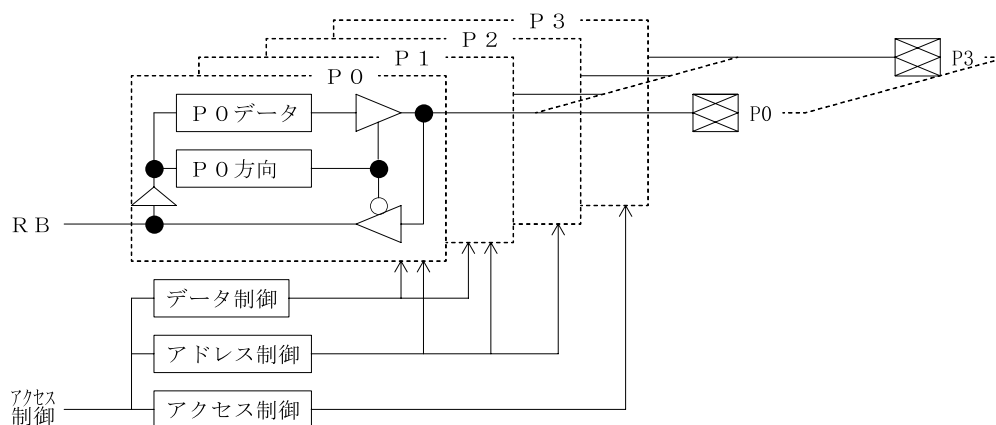 Ｐ３
Ｐ２
Ｐ１
Ｐ０
Ｐ０データ
Ｐ０方向
P3
P0
ＲＢ
データ制御
アドレス制御
アクセス制御
ｱｸｾｽ
制御